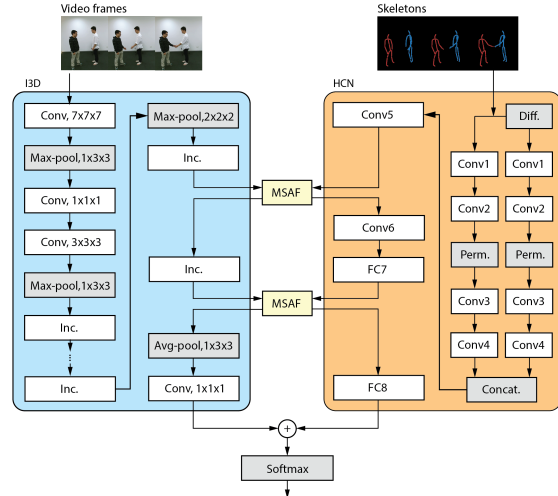 Video frames
Skeletons
I3D
HCN
Conv, 7x7x7
Max-pool,1x3x3
Conv, 1x1x1
Conv, 3x3x3
Max-pool,1x3x3
Inc.
Inc.
Max-pool,2x2x2
Inc.
Inc.
Avg-pool,1x3x3
Conv, 1x1x1
MSAF
MSAF
Conv5
Conv6
FC7
FC8
Diff.
Conv1
Conv1
Conv2
Conv2
Perm.
Perm.
Conv3
Conv3
Conv4
Conv4
Concat.
+
Softmax